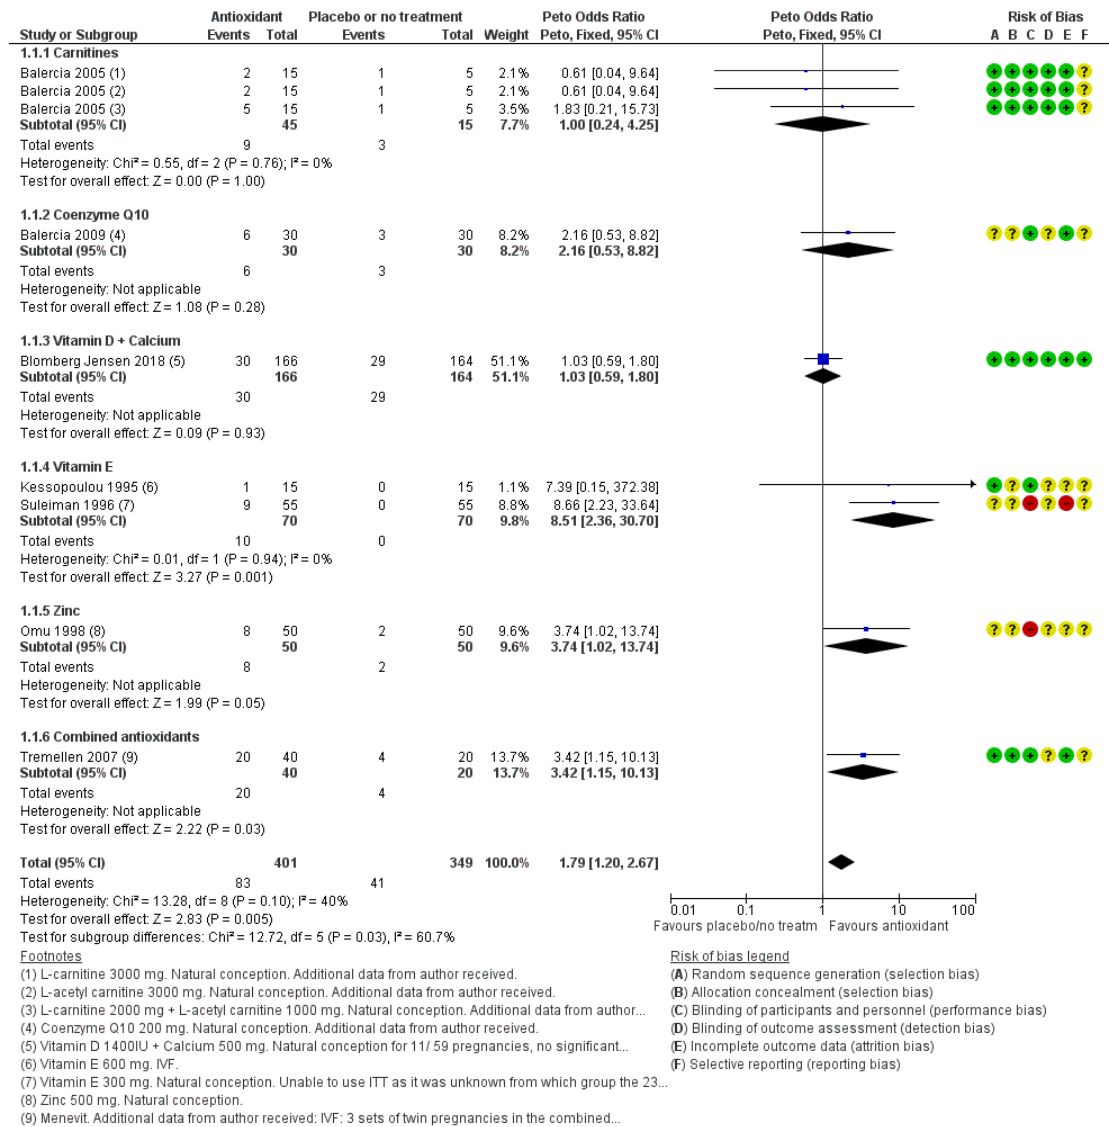 Antioxidant Placebo or no treatment Peto Odds Ratio Peto Odds Ratio Risk of Bias
Study or Subgroup Events Total Events Total Weight Peto, Fixed, 95% CI Peto, Fixed, 95% CI A B C D E F
1.1.1 Carnitines
Balercia 2005 (1) 2 15 1 5 2.1% 0.61 [0.04, 9.64] + + + + + ?
Balercia 2005 (2) 2 15 1 5 2.1% 0.61 [0.04, 9.64] + + + + + ?
Balercia 2005 (3) 5 15 1 5 3.5% 1.83 [0.21, 15.73] + + + + + ?
Subtotal (95% CI) 45 15 7.7% 1.00 [0.24, 4.25]
Total events 9 3
Heterogeneity: Chi² = 0.55, df = 2 (P = 0.76); I² = 0%
Test for overall effect: Z = 0.00 (P = 1.00)
1.1.2 Coenzyme Q10
Balercia 2009 (4) 6 30 3 30 8.2% 2.16 [0.53, 8.82] ? ? + ? + ?
Subtotal (95% CI) 30 30 8.2% 2.16 [0.53, 8.82]
Total events 6 3
Heterogeneity: Not applicable
Test for overall effect: Z = 1.08 (P = 0.28)
1.1.3 Vitamin D + Calcium
Blomberg Jensen 2018 (5) 30 166 29 164 51.1% 1.03 [0.59, 1.80] + + + + + +
Subtotal (95% CI) 166 164 51.1% 1.03 [0.59, 1.80]
Total events 30 29
Heterogeneity: Not applicable
Test for overall effect: Z = 0.09 (P = 0.93)
1.1.4 Vitamin E
Kessopoulou 1995 (6) 1 15 0 15 1.1% 7.39 [0.15, 372.38] + ? + ? ? ?
Suleiman 1996 (7) 9 55 0 55 8.8% 8.66 [2.23, 33.64] ? ? - ? - ?
Subtotal (95% CI) 70 70 9.8% 8.51 [2.36, 30.70]
Total events 10 0
Heterogeneity: Chi² = 0.01, df = 1 (P = 0.94); I² = 0%
Test for overall effect: Z = 3.27 (P = 0.001)
1.1.5 Zinc
Omu 1998 (8) 8 50 2 50 9.6% 3.74 [1.02, 13.74] ? ? - ? ? ?
Subtotal (95% CI) 50 50 9.6% 3.74 [1.02, 13.74]
Total events 8 2
Heterogeneity: Not applicable
Test for overall effect: Z = 1.99 (P = 0.05)
1.1.6 Combined antioxidants
Tremellen 2007 (9) 20 40 4 20 13.7% 3.42 [1.15, 10.13] + + + ? + ?
Subtotal (95% CI) 40 20 13.7% 3.42 [1.15, 10.13]
Total events 20 4
Heterogeneity: Not applicable
Test for overall effect: Z = 2.22 (P = 0.03)
Total (95% CI) 401 349 100.0% 1.79 [1.20, 2.67]
Total events 83 41
Heterogeneity: Chi² = 13.28, df = 8 (P = 0.10); I² = 40%
Test for overall effect: Z = 2.83 (P = 0.005)
Test for subgroup differences: Chi² = 12.72, df = 5 (P = 0.03), I² = 60.7%
0.01 0.1 1 10 100
Favours placebo/no treatm Favours antioxidant
Footnotes
(1) L-carnitine 3000 mg. Natural conception. Additional data from author received.
(2) L-acetyl carnitine 3000 mg. Natural conception. Additional data from author received.
(3) L-carnitine 2000 mg + L-acetyl carnitine 1000 mg. Natural conception. Additional data from author...
(4) Coenzyme Q10 200 mg. Natural conception. Additional data from author received.
(5) Vitamin D 1400IU + Calcium 500 mg. Natural conception for 11/ 59 pregnancies, no significant...
(6) Vitamin E 600 mg. IVF.
(7) Vitamin E 300 mg. Natural conception. Unable to use ITT as it was unknown from which group the 23...
(8) Zinc 500 mg. Natural conception.
(9) Menevit. Additional data from author received: IVF: 3 sets of twin pregnancies in the combined...
Risk of bias legend
(A) Random sequence generation (selection bias)
(B) Allocation concealment (selection bias)
(C) Blinding of participants and personnel (performance bias)
(D) Blinding of outcome assessment (detection bias)
(E) Incomplete outcome data (attrition bias)
(F) Selective reporting (reporting bias)